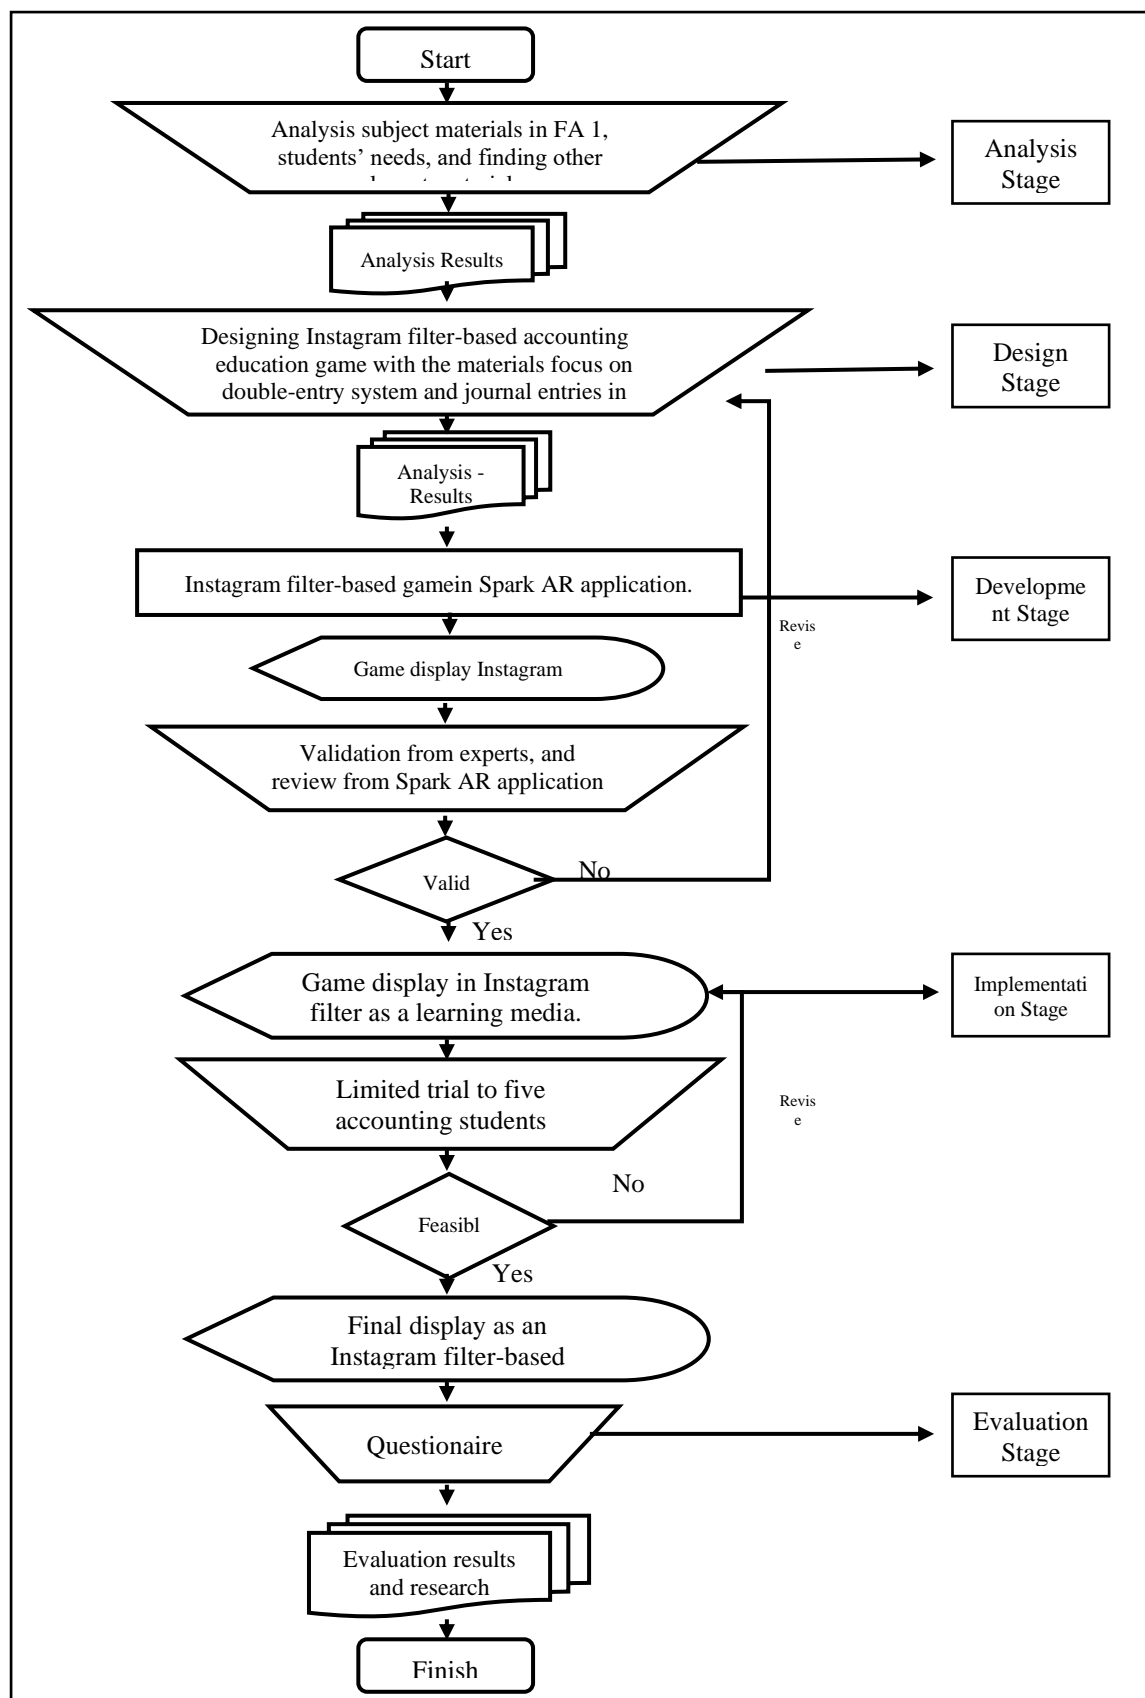 Start
Analysis subject materials in FA 1,
students’ needs, and finding other
Analysis
Stage
Analysis Results
Designing Instagram filter-based accounting
education game with the materials focus on
double-entry system and journal entries in
Design
Stage
Analysis -
Results
Instagram filter-based gamein Spark AR application.
Developme
nt Stage
Revis
e
Game display Instagram
Validation from experts, and
review from Spark AR application
Valid
No
Yes
Game display in Instagram
filter as a learning media.
Implementati
on Stage
Limited trial to five
accounting students
Revis
e
No
Feasibl
Yes
Final display as an
Instagram filter-based
Questionaire
Evaluation
Stage
Evaluation results
and research
Finish